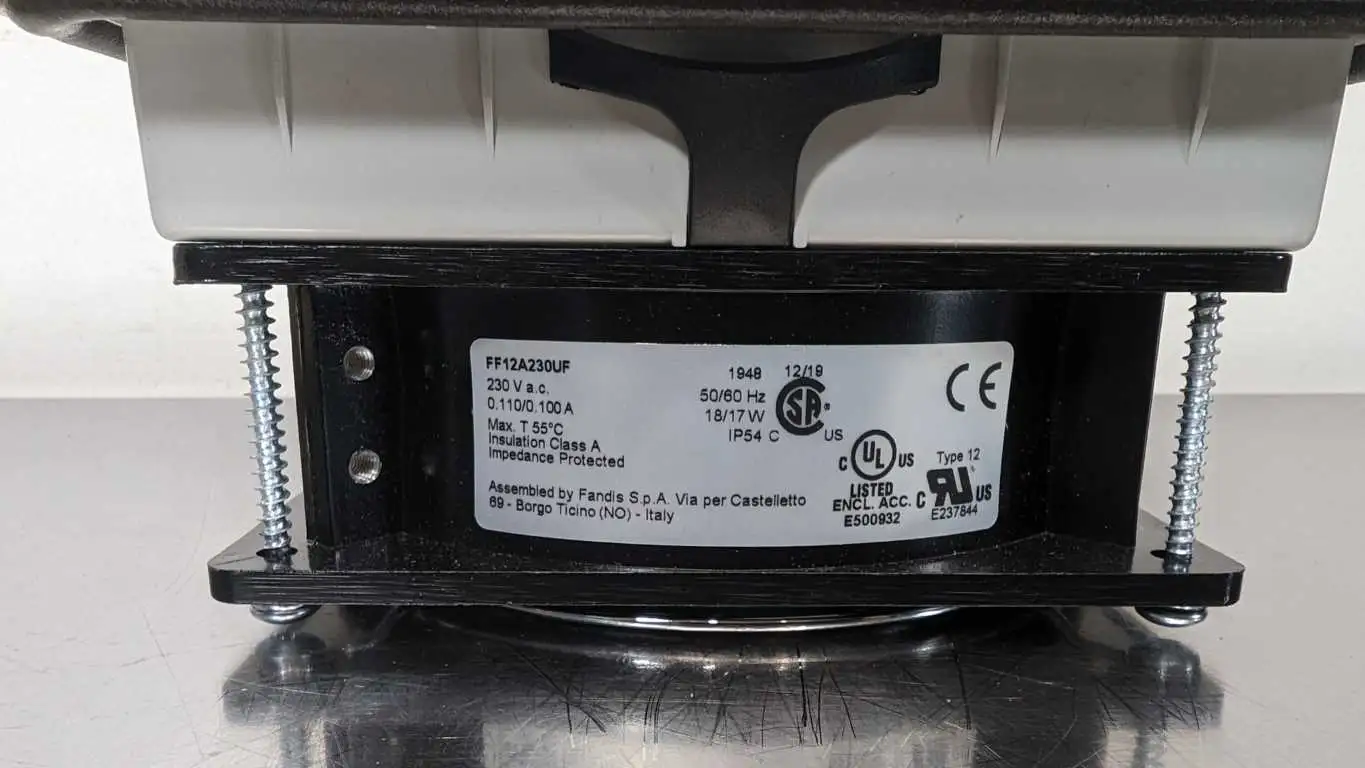 FF12A230UF
230 V a.c.
0.110/0.100 A
Max. T 55°C
Insulation Class A
Impedance Protected
Assembled by Fandis S.p.A. Via per Castelletto
69 - Borgo Ticino (NO) - Italy
1948 12/19
50/60 Hz
18/17 W
IP54 C SA ® US
CE
C UL US
LISTED
ENCL. ACC.
E500932
Type 12
C RU ® US
E237844